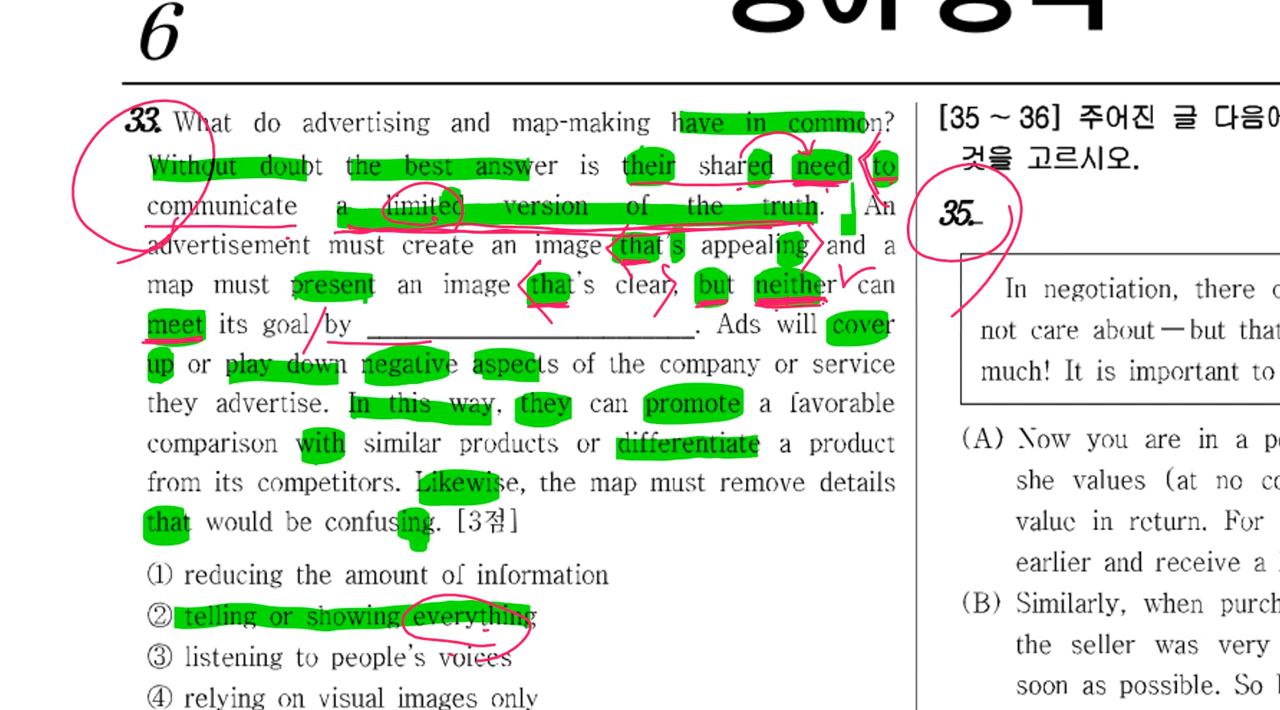 6
33. What do advertising and map-making have in common?
Without doubt the best answer is their shared need to
communicate a limited version of the truth. An
advertisement must create an image that's appealing and a
map must present an image that's clear, but neither can
meet its goal by ______________________. Ads will cover
up or play down negative aspects of the company or service
they advertise. In this way, they can promote a favorable
comparison with similar products or differentiate a product
from its competitors. Likewise, the map must remove details
that would be confusing. [3점]
① reducing the amount of information
② telling or showing everything
③ listening to people's voices
④ relying on visual images only
[35 ~ 36] 주어진 글 다음에
것을 고르시오.
35.
In negotiation, there
not care about—but that
much! It is important to
(A) Now you are in a
she values (at no
value in return. For
earlier and receive a
(B) Similarly, when
the seller was very
soon as possible. So